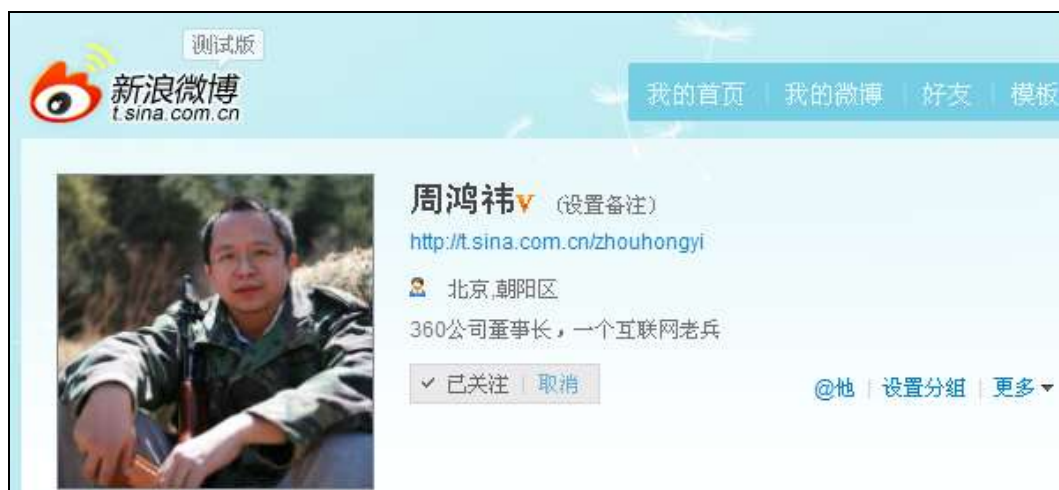 测试版
新浪微博
t.sina.com.cn
我的首页 | 我的微博 | 好友 | 模板
周鸿祎V (设置备注)
http://t.sina.com.cn/zhouhongyi
北京,朝阳区
360公司董事长，一个互联网老兵
✓ 已关注 | 取消
@他 | 设置分组 | 更多